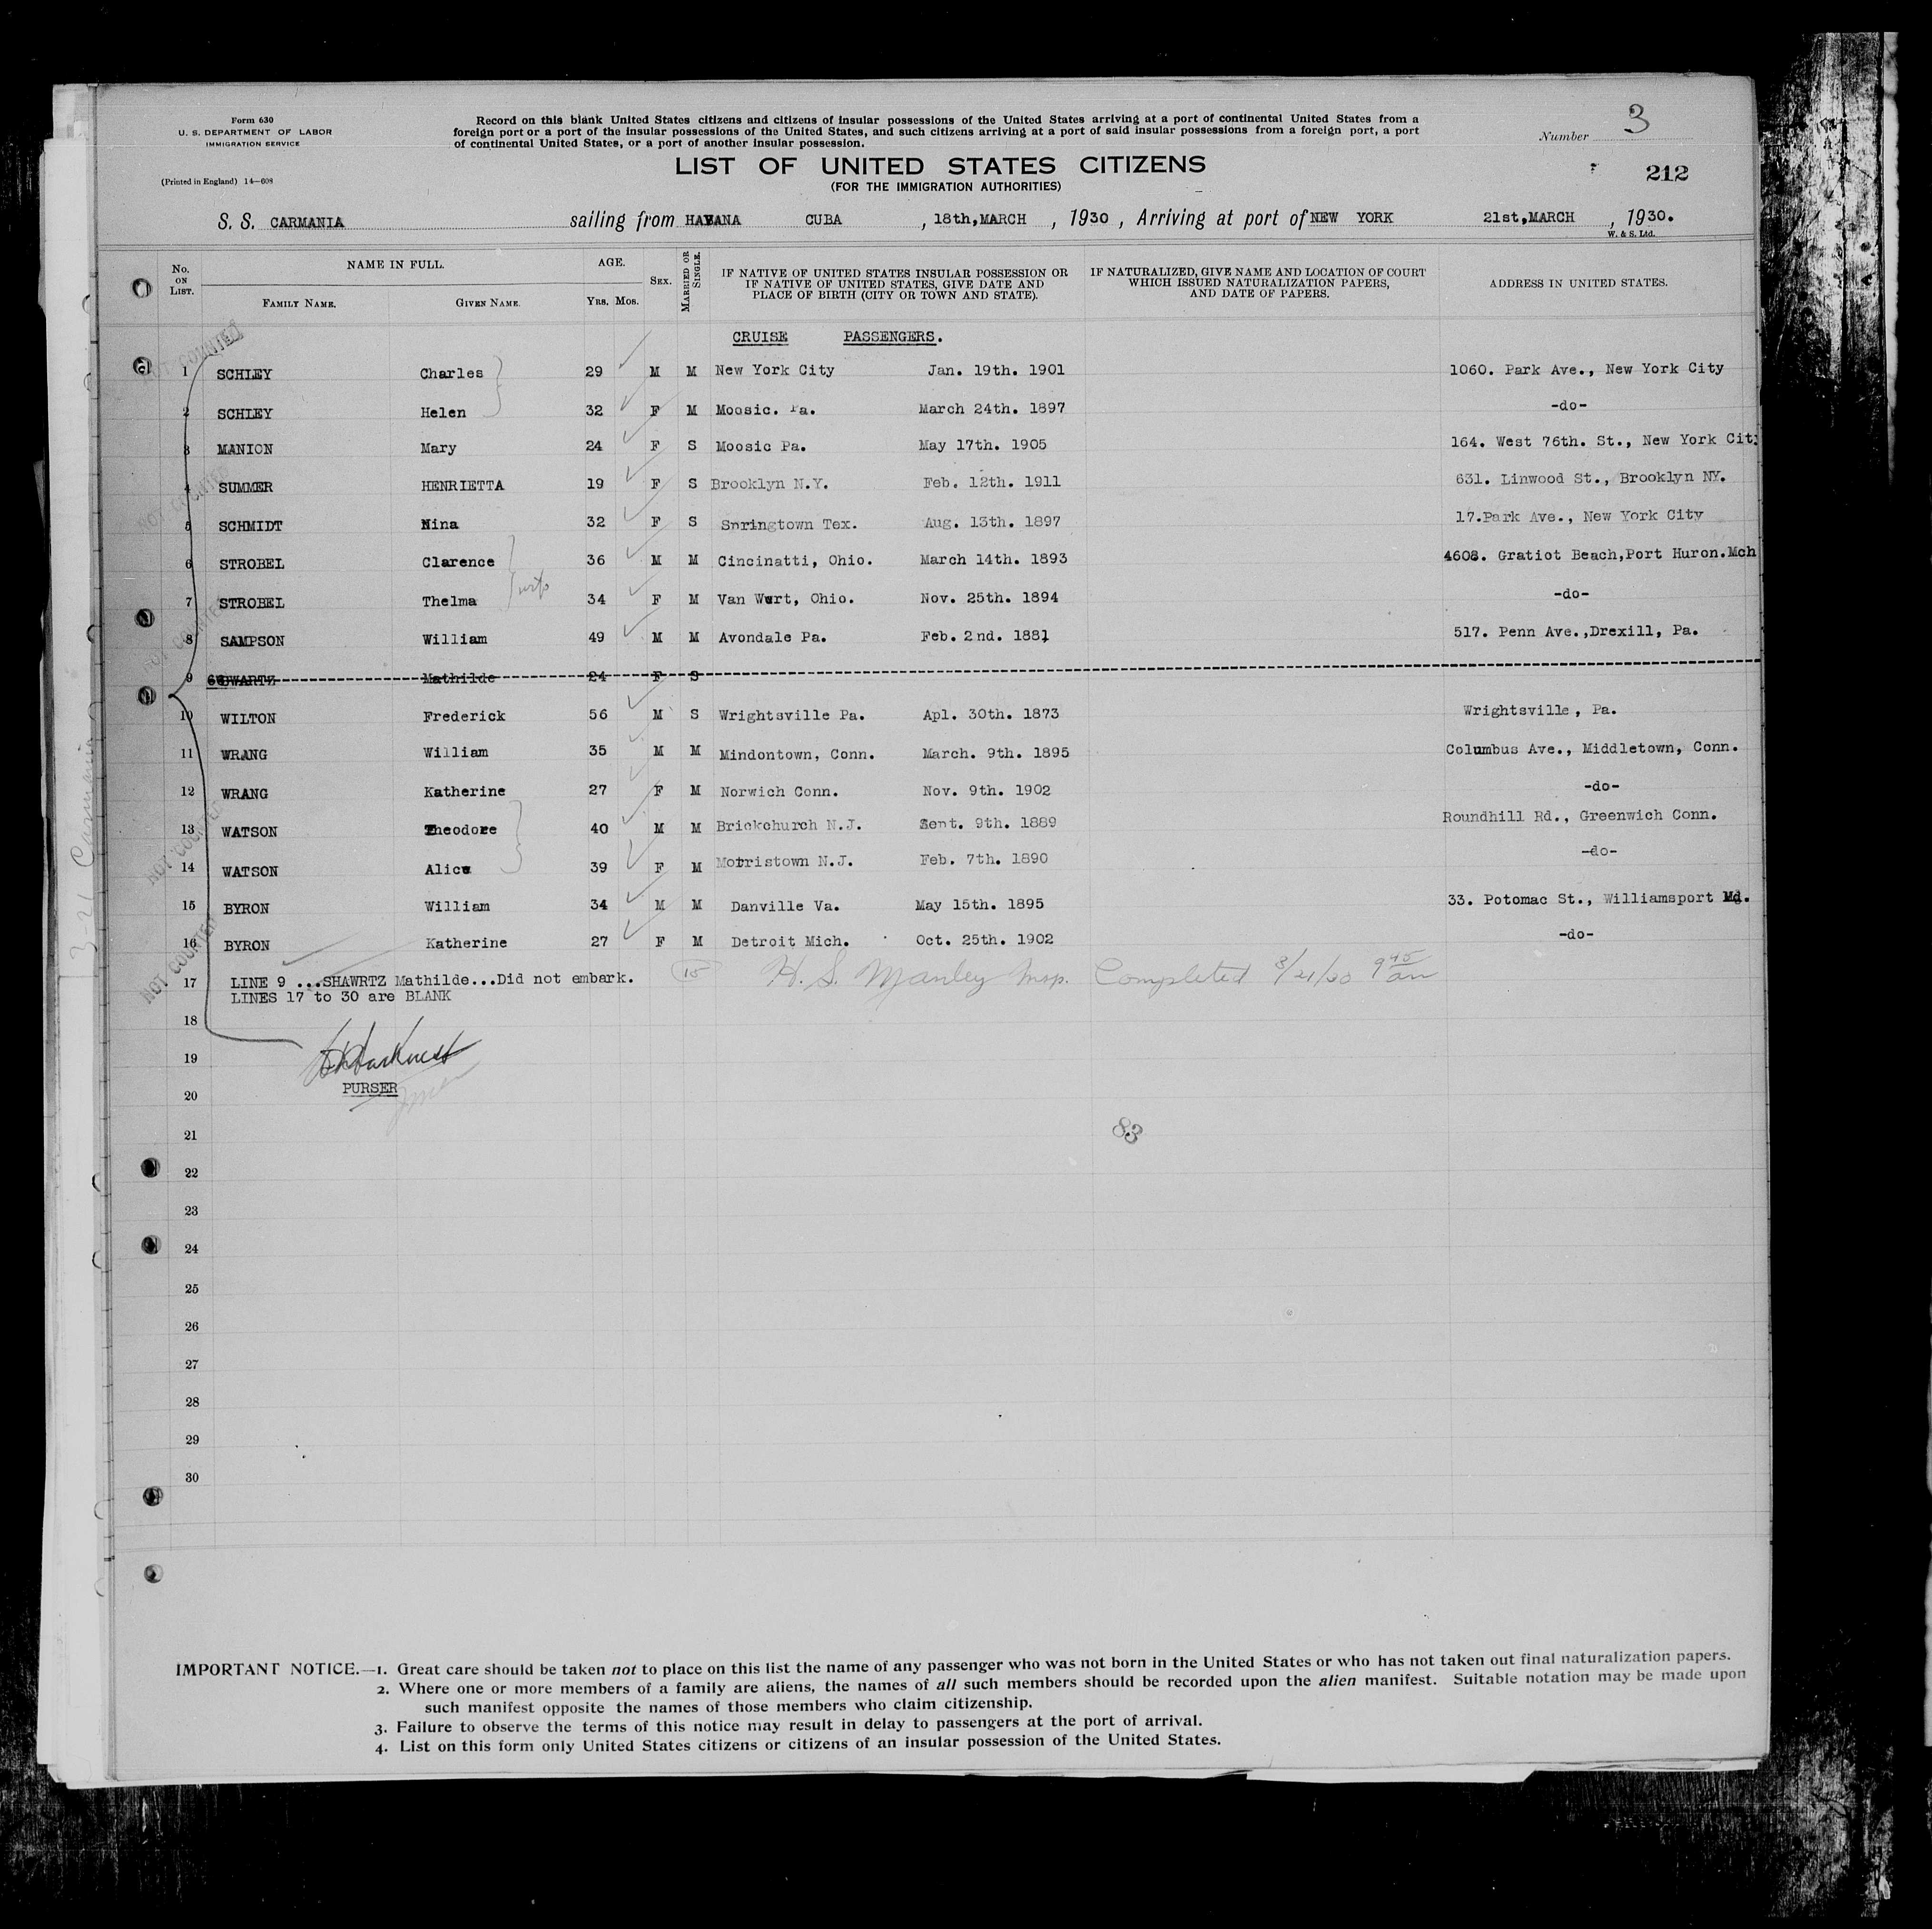 Form 630
U. S. DEPARTMENT OF LABOR
IMMIGRATION SERVICE
(Printed in England) 14—608
Record on this blank United States citizens and citizens of insular possessions of the United States arriving at a port of continental United States from a
foreign port or a port of the insular possessions of the United States, and such citizens arriving at a port of said insular possessions from a foreign port, a port
of continental United States, or a port of another insular possession.
Number 3
LIST OF UNITED STATES CITIZENS
(FOR THE IMMIGRATION AUTHORITIES)
212
S. S. CARMANIA sailing from HAVANA CUBA , 18th, MARCH , 1930 , Arriving at port of NEW YORK 21st, MARCH , 1930.
W. & S. Ltd.
No. ON LIST. NAME IN FULL. FAMILY NAME. GIVEN NAME. AGE. YRS. MOS. SEX. MARRIED OR SINGLE. IF NATIVE OF UNITED STATES INSULAR POSSESSION OR IF NATIVE OF UNITED STATES, GIVE DATE AND PLACE OF BIRTH (CITY OR TOWN AND STATE). IF NATURALIZED, GIVE NAME AND LOCATION OF COURT WHICH ISSUED NATURALIZATION PAPERS, AND DATE OF PAPERS. ADDRESS IN UNITED STATES.
CRUISE PASSENGERS.
NOT COUNTED
1 SCHLEY Charles 29 M M New York City Jan. 19th. 1901 1060. Park Ave., New York City
2 SCHLEY Helen 32 F M Moosic. Pa. March 24th. 1897 -do-
3 MANION Mary 24 F S Moosic Pa. May 17th. 1905 164. West 76th. St., New York City
4 SUMMER HENRIETTA 19 F S Brooklyn N.Y. Feb. 12th. 1911 631. Linwood St., Brooklyn NY.
NOT COUNTED
5 SCHMIDT Nina 32 F S Springtown Tex. Aug. 13th. 1897 17.Park Ave., New York City
6 STROBEL Clarence 36 M M Cincinatti, Ohio. March 14th. 1893 4608. Gratiot Beach,Port Huron.Mch
7 STROBEL Thelma 34 F M Van Wert, Ohio. Nov. 25th. 1894 -do-
NOT COUNTED
8 SAMPSON William 49 M M Avondale Pa. Feb. 2nd. 1881 517. Penn Ave.,Drexill, Pa.
9 SWARTZ Mathilde 24 F S
10 WILTON Frederick 56 M S Wrightsville Pa. Apl. 30th. 1873 Wrightsville, Pa.
11 WRANG William 35 M M Mindontown, Conn. March. 9th. 1895 Columbus Ave., Middletown, Conn.
12 WRANG Katherine 27 F M Norwich Conn. Nov. 9th. 1902 -do-
13 WATSON Theodore 40 M M Brickchurch N.J. Sept. 9th. 1889 Roundhill Rd., Greenwich Conn.
NOT COUNTED
14 WATSON Alice 39 F M Morristown N.J. Feb. 7th. 1890 -do-
15 BYRON William 34 M M Danville Va. May 15th. 1895 33. Potomac St., Williamsport Md.
16 BYRON Katherine 27 F M Detroit Mich. Oct. 25th. 1902 -do-
NOT COUNTED
17 LINE 9 ...SHAWRTZ Mathilde...Did not embark. 15 H. S. Manley Insp. Completed 3/21/30 9 45 am
LINES 17 to 30 are BLANK
18
19
PURSER
20
21 83
22
23
24
25
26
27
28
29
30
3-21 Carmania
IMPORTANT NOTICE.—1. Great care should be taken not to place on this list the name of any passenger who was not born in the United States or who has not taken out final naturalization papers.
2. Where one or more members of a family are aliens, the names of all such members should be recorded upon the alien manifest. Suitable notation may be made upon
such manifest opposite the names of those members who claim citizenship.
3. Failure to observe the terms of this notice may result in delay to passengers at the port of arrival.
4. List on this form only United States citizens or citizens of an insular possession of the United States.